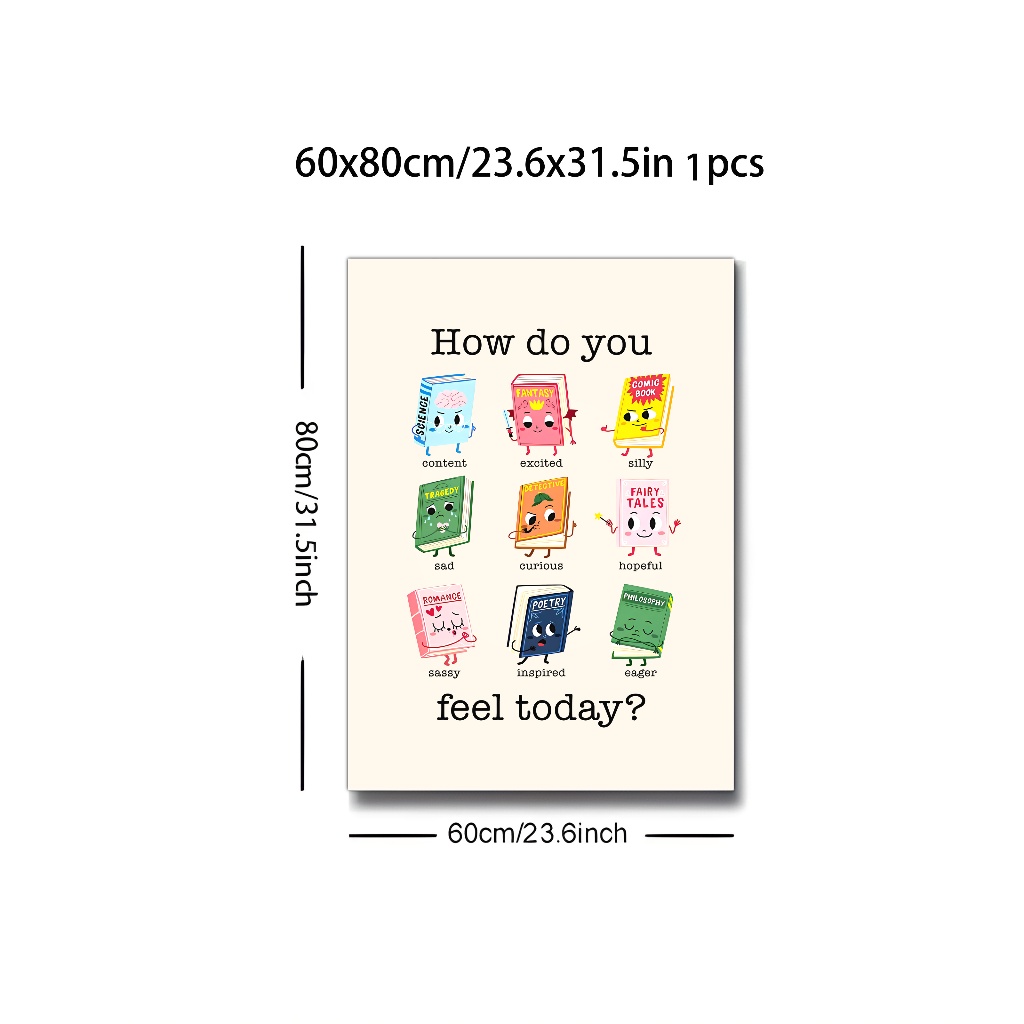 60x80cm/23.6x31.5in 1pcs
80cm/31.5inch
How do you
SCIENCE
FANTASY
COMIC
BOOK
content
excited
silly
TRAGEDY
DETECTIVE
FAIRY
TALES
sad
curious
hopeful
ROMANCE
POETRY
PHILOSOPHY
sassy
inspired
eager
feel today?
60cm/23.6inch